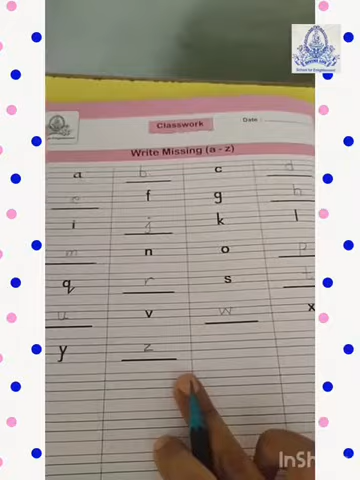 Classwork
Date :
Write Missing (a - z)
a b c d
e f g h
i j k l
m n o p
q r s t
u v w x
y z
InSh